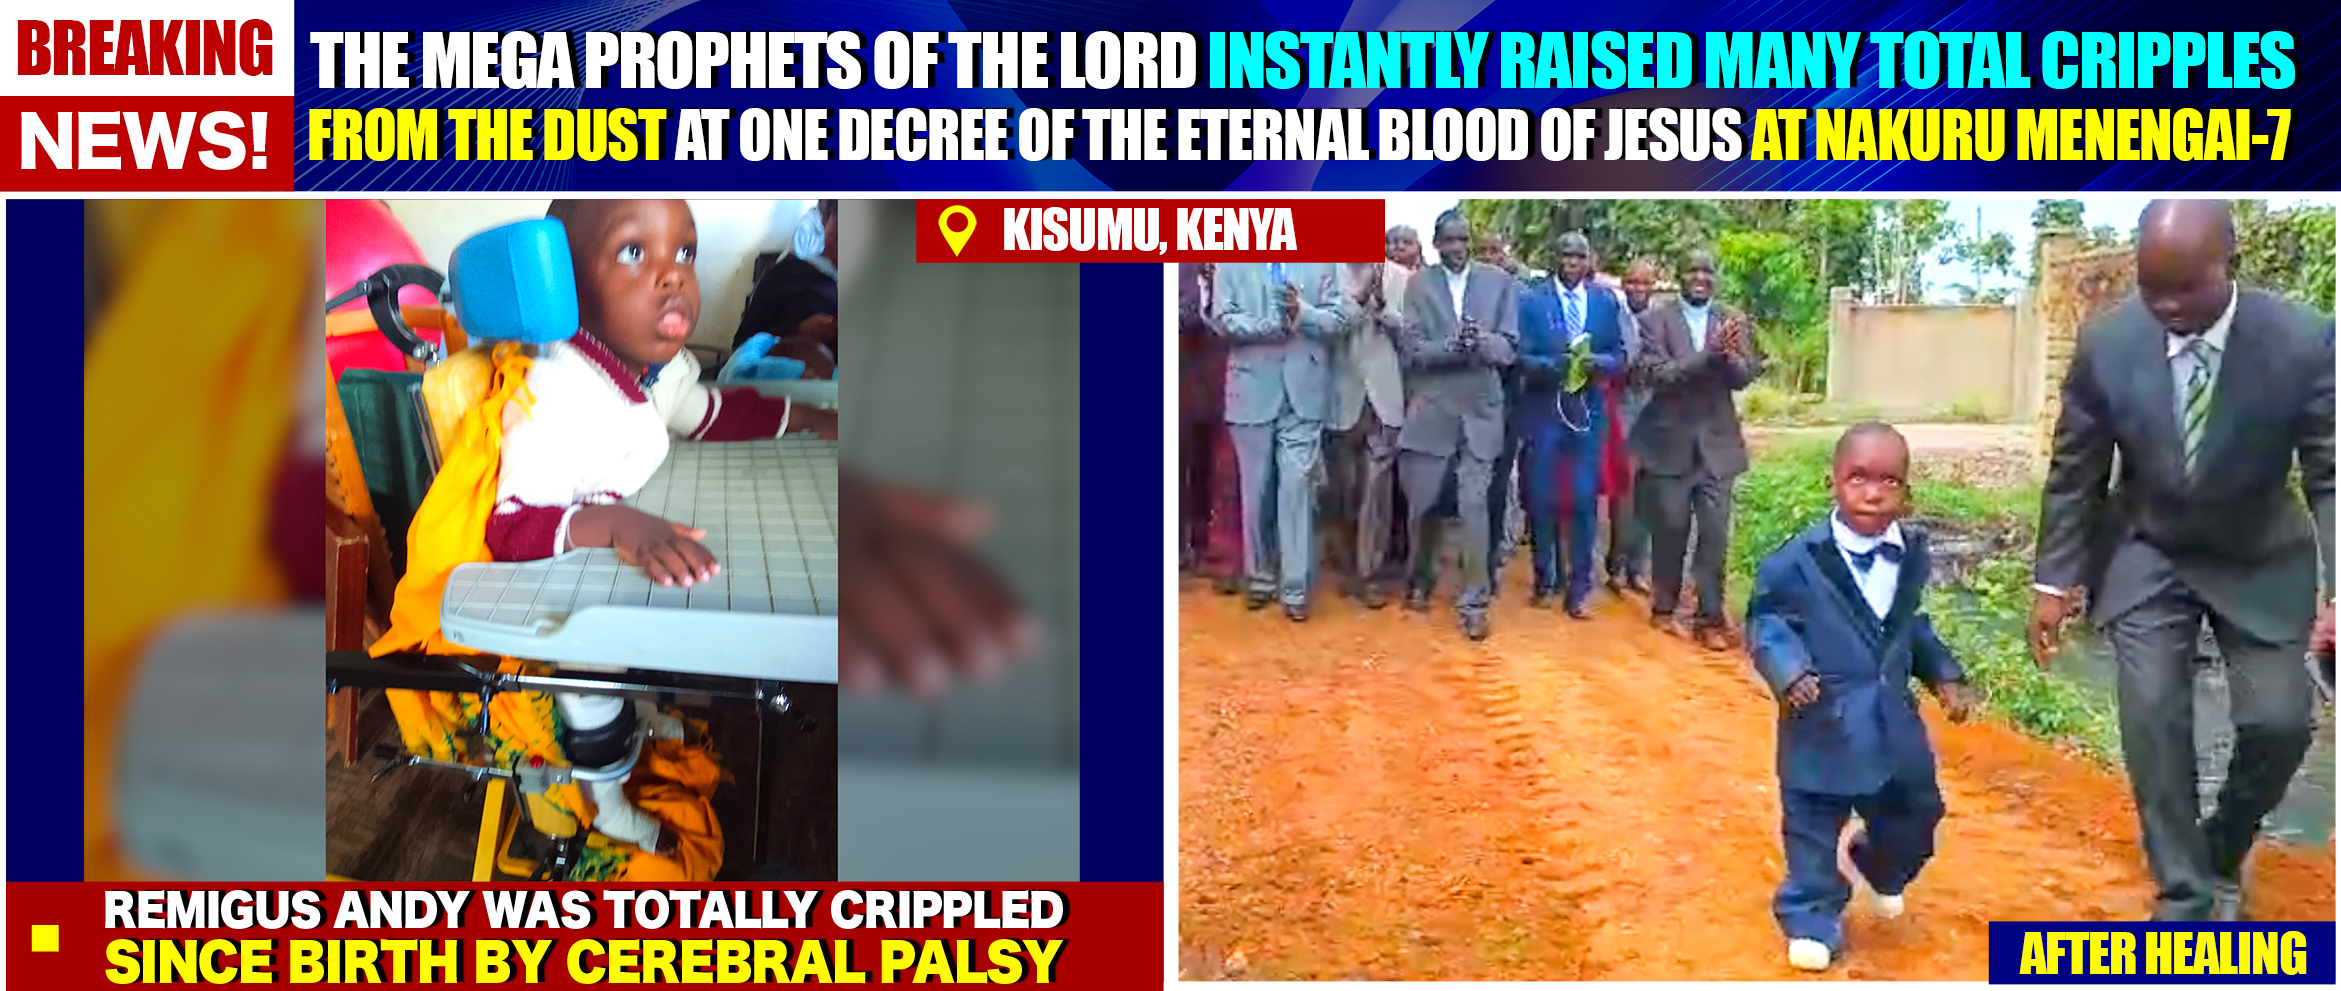 BREAKING
NEWS!
THE MEGA PROPHETS OF THE LORD INSTANTLY RAISED MANY TOTAL CRIPPLES
FROM THE DUST AT ONE DECREE OF THE ETERNAL BLOOD OF JESUS AT NAKURU MENENGAI-7
KISUMU, KENYA
REMIGUS ANDY WAS TOTALLY CRIPPLED
SINCE BIRTH BY CEREBRAL PALSY
AFTER HEALING